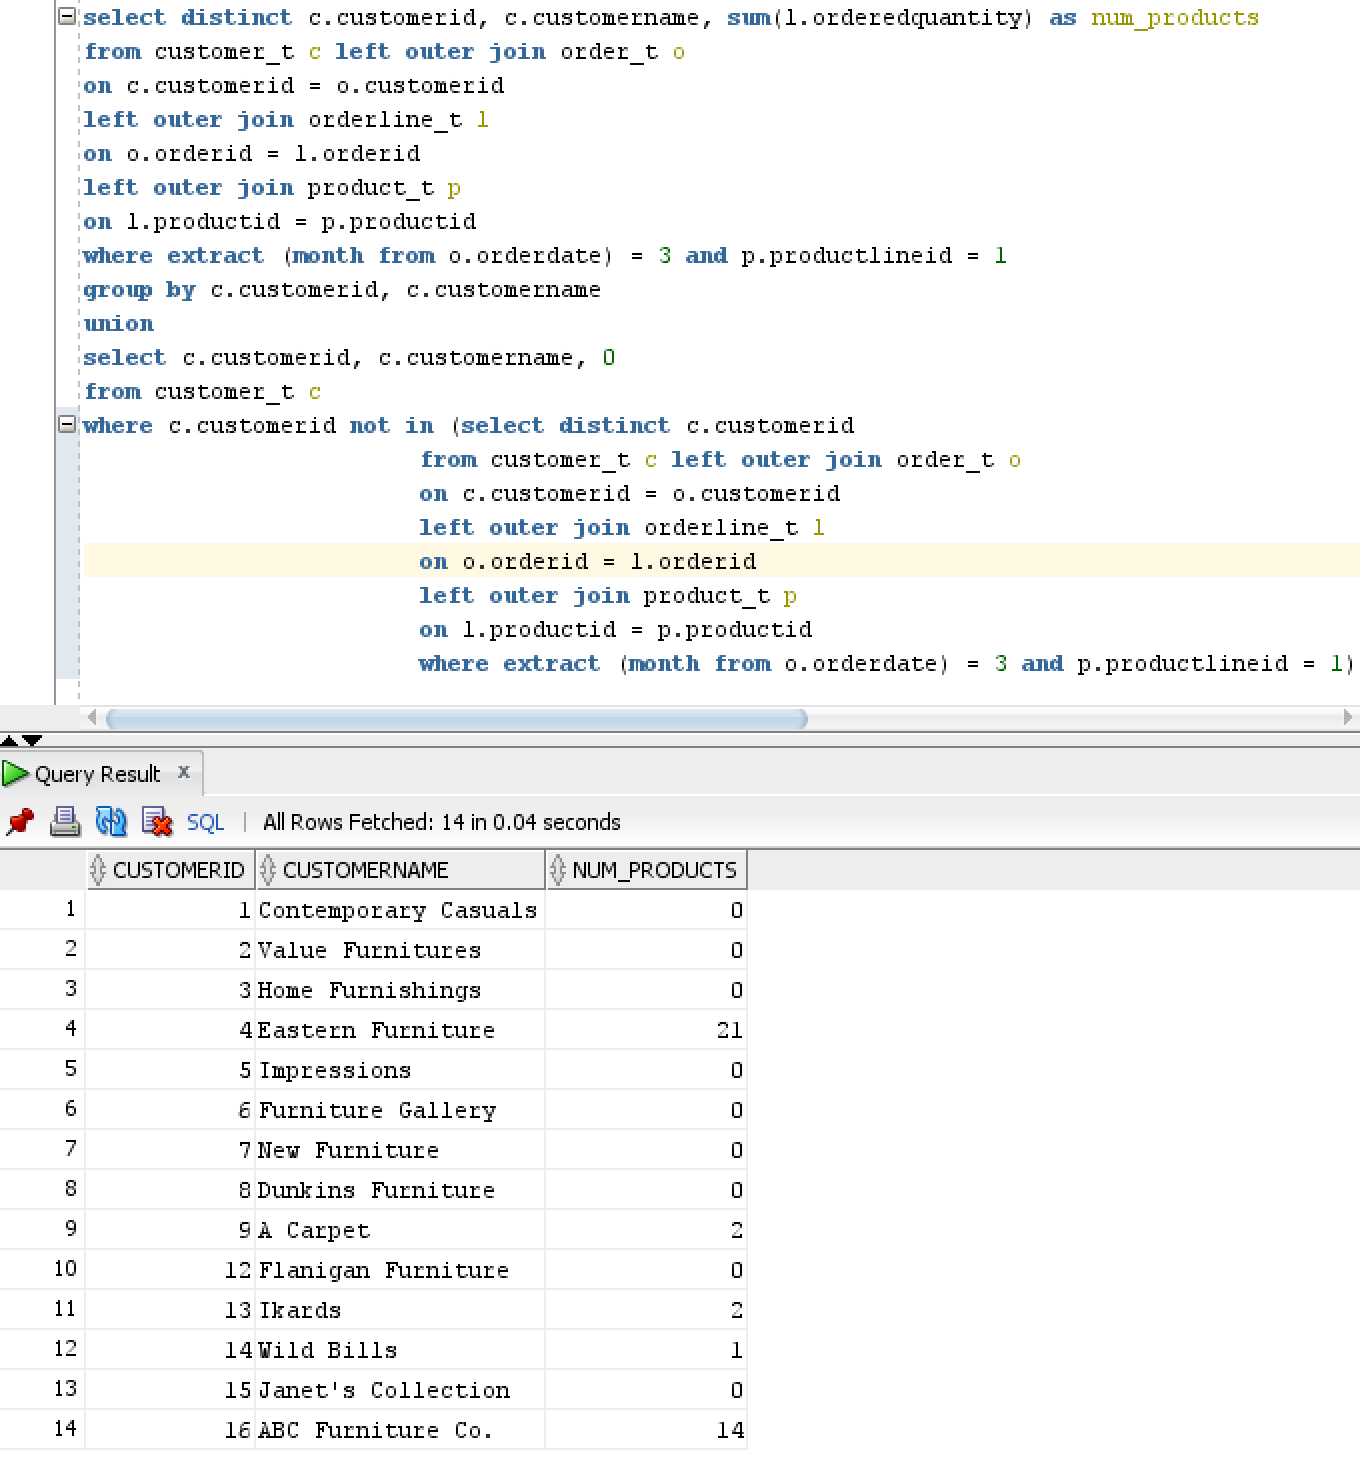 select distinct c.customerid, c.customername, sum(l.orderedquantity) as num_products
from customer_t c left outer join order_t o
on c.customerid = o.customerid
left outer join orderline_t l
on o.orderid = l.orderid
left outer join product_t p
on l.productid = p.productid
where extract (month from o.orderdate) = 3 and p.productlineid = 1
group by c.customerid, c.customername
union
select c.customerid, c.customername, 0
from customer_t c
where c.customerid not in (select distinct c.customerid
from customer_t c left outer join order_t o
on c.customerid = o.customerid
left outer join orderline_t l
on o.orderid = l.orderid
left outer join product_t p
on l.productid = p.productid
where extract (month from o.orderdate) = 3 and p.productlineid = 1)
Query Result x
SQL | All Rows Fetched: 14 in 0.04 seconds
CUSTOMERID CUSTOMERNAME NUM_PRODUCTS
1 1 Contemporary Casuals 0
2 2 Value Furnitures 0
3 3 Home Furnishings 0
4 4 Eastern Furniture 21
5 5 Impressions 0
6 6 Furniture Gallery 0
7 7 New Furniture 0
8 8 Dunkins Furniture 0
9 9 A Carpet 2
10 12 Flanigan Furniture 0
11 13 Ikards 2
12 14 Wild Bills 1
13 15 Janet's Collection 0
14 16 ABC Furniture Co. 14